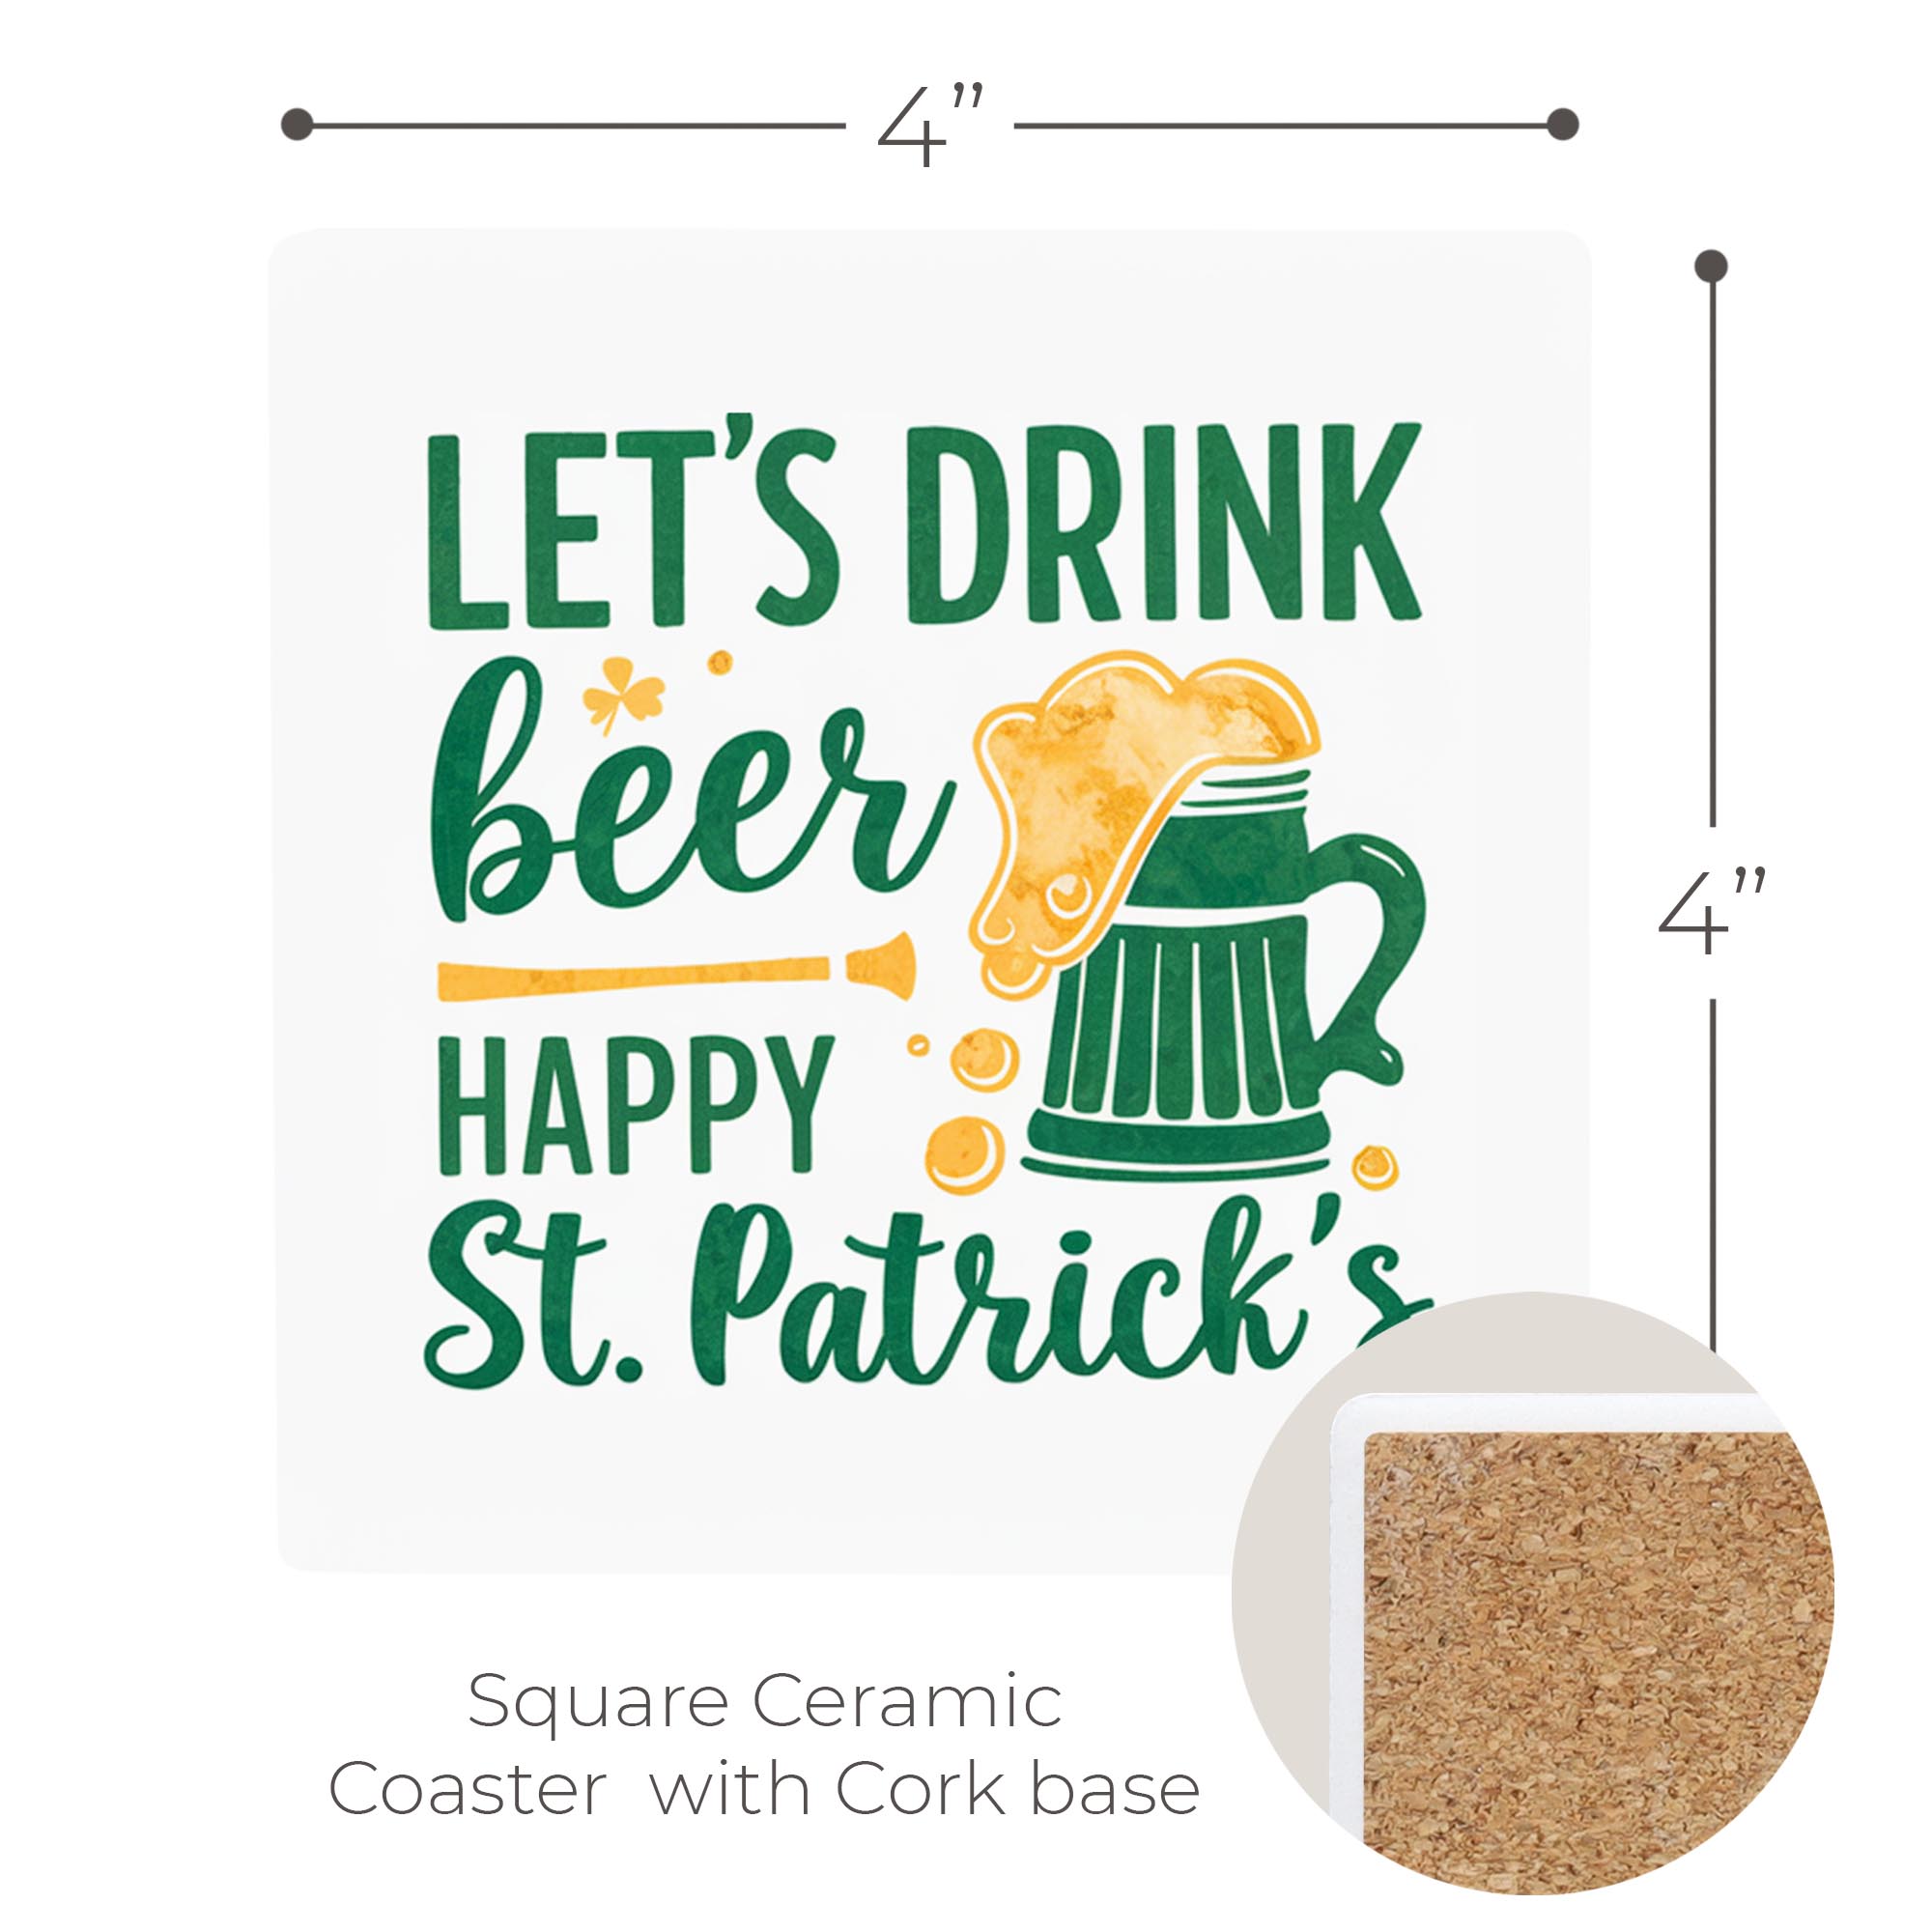 4”
LET’S DRINK
beer
4”
HAPPY
St. Patrick’s
Square Ceramic
Coaster with Cork base